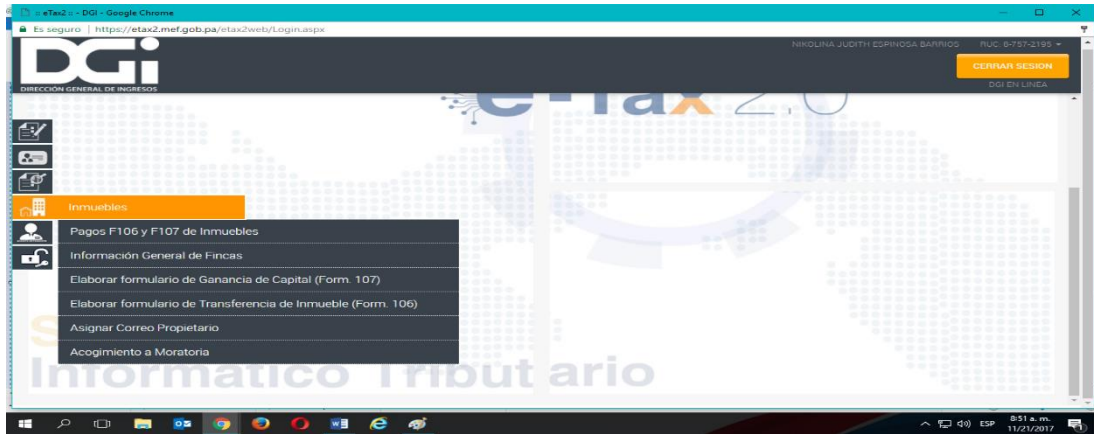 :: eTax2 :: - DGI - Google Chrome
Es seguro | https://etax2.mef.gob.pa/etax2web/Login.aspx
NIKOLINA JUDITH ESPINOSA BARRIOS RUC: 8-757-2195
DGi
CERRAR SESION
DIRECCIÓN GENERAL DE INGRESOS
DGI EN LINEA
e-Tax 2.0
Inmuebles
Pagos F106 y F107 de Inmuebles
Información General de Fincas
Elaborar formulario de Ganancia de Capital (Form. 107)
Elaborar formulario de Transferencia de Inmueble (Form. 106)
Asignar Correo Propietario
Acogimiento a Moratoria
Informático Tributario
ESP
8:51 a. m.
11/21/2017